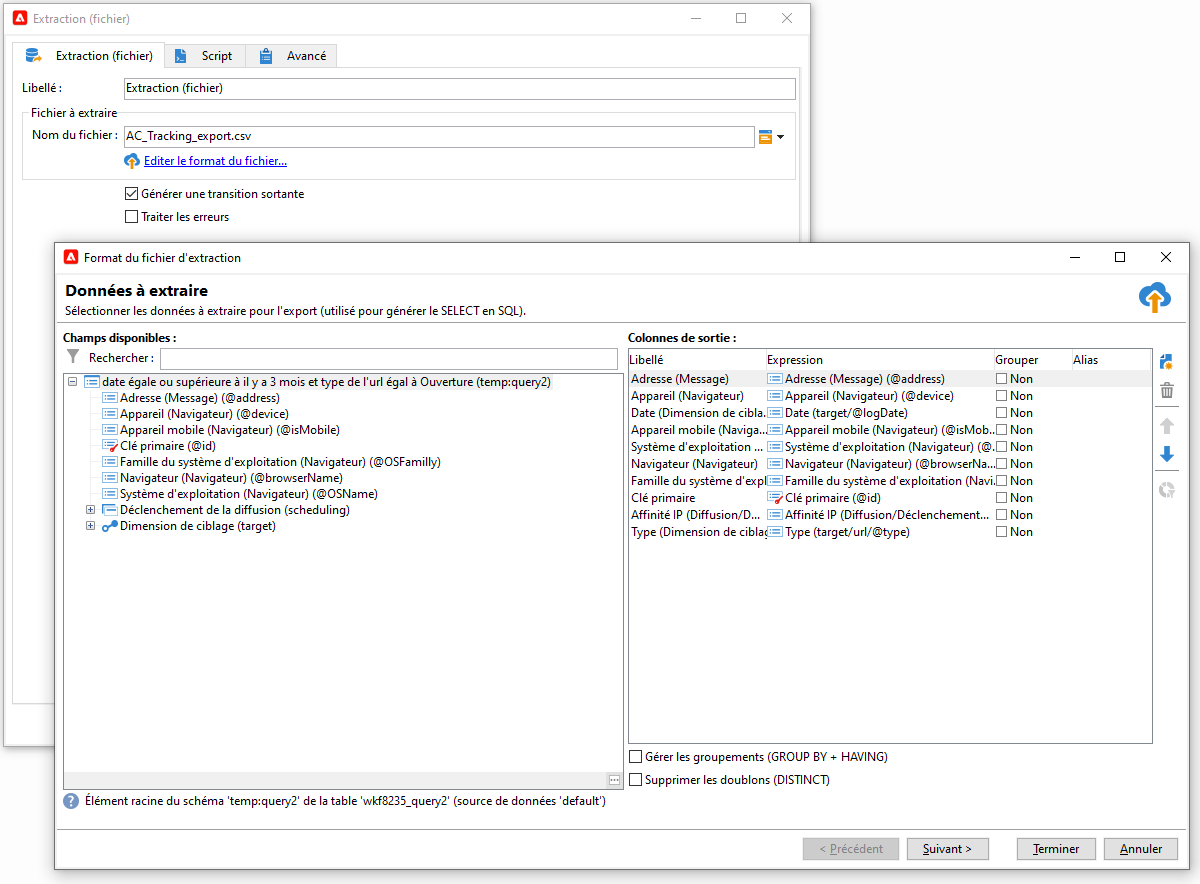 Extraction (fichier)
Extraction (fichier) Script Avancé
Libellé : Extraction (fichier)
Fichier à extraire
Nom du fichier : AC_Tracking_export.csv
Editer le format du fichier...
Générer une transition sortante
Traiter les erreurs
Format du fichier d'extraction
Données à extraire
Sélectionner les données à extraire pour l'export (utilisé pour générer le SELECT en SQL).
Champs disponibles :
Rechercher :
date égale ou supérieure à il y a 3 mois et type de l'url égal à Ouverture (temp:query2)
Adresse (Message) (@address)
Appareil (Navigateur) (@device)
Appareil mobile (Navigateur) (@isMobile)
Clé primaire (@id)
Famille du système d'exploitation (Navigateur) (@OSFamilly)
Navigateur (Navigateur) (@browserName)
Système d'exploitation (Navigateur) (@OSName)
Déclenchement de la diffusion (scheduling)
Dimension de ciblage (target)
Colonnes de sortie :
Libellé Expression Grouper Alias
Adresse (Message) Adresse (Message) (@address) Non
Appareil (Navigateur) Appareil (Navigateur) (@device) Non
Date (Dimension de cibla... Date (target/@logDate) Non
Appareil mobile (Naviga... Appareil mobile (Navigateur) (@isMob... Non
Système d'exploitation ... Système d'exploitation (Navigateur) (@... Non
Navigateur (Navigateur) Navigateur (Navigateur) (@browserNa... Non
Famille du système d'expl Famille du système d'exploitation (Navi... Non
Clé primaire Clé primaire (@id) Non
Affinité IP (Diffusion/D... Affinité IP (Diffusion/Déclenchement... Non
Type (Dimension de ciblag Type (target/url/@type) Non
Gérer les groupements (GROUP BY + HAVING)
Supprimer les doublons (DISTINCT)
Élément racine du schéma 'temp:query2' de la table 'wkf8235_query2' (source de données 'default')
< Précédent Suivant > Terminer Annuler